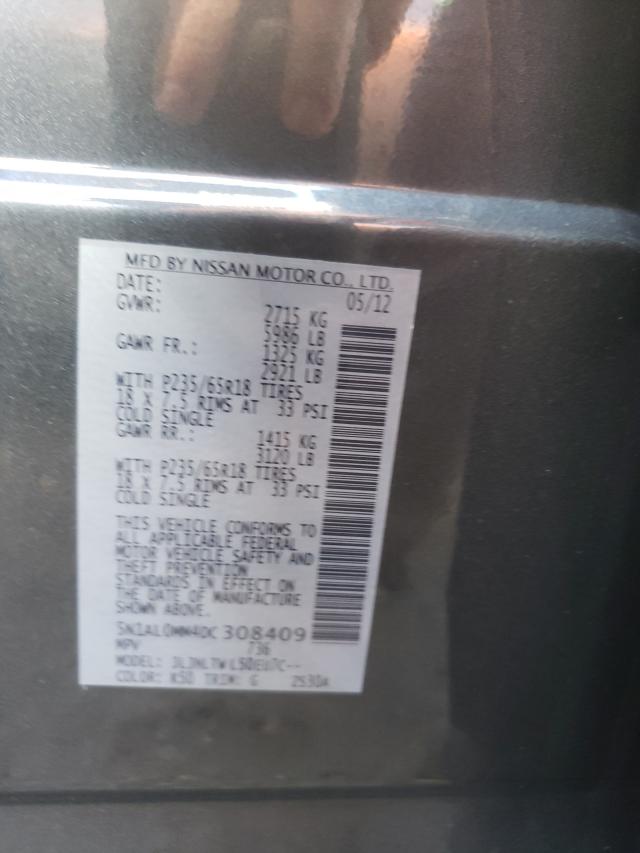 MFD BY NISSAN MOTOR CO., LTD.
DATE: 05/12
GVWR: 2715 KG
5986 LB
GAWR FR.: 1325 KG
2921 LB
WITH P235/65R18 TIRES
18 X 7.5 RIMS AT 33 PSI
COLD SINGLE
GAWR RR.: 1415 KG
3120 LB
WITH P235/65R18 TIRES
18 X 7.5 RIMS AT 33 PSI
COLD SINGLE
THIS VEHICLE CONFORMS TO
ALL APPLICABLE FEDERAL
MOTOR VEHICLE SAFETY AND
THEFT PREVENTION
STANDARDS IN EFFECT ON
THE DATE OF MANUFACTURE
SHOWN ABOVE.
5N1AL0MM4DC 308409
MPV 736
MODEL:
COLOR: K50 TRIM: G 2530A